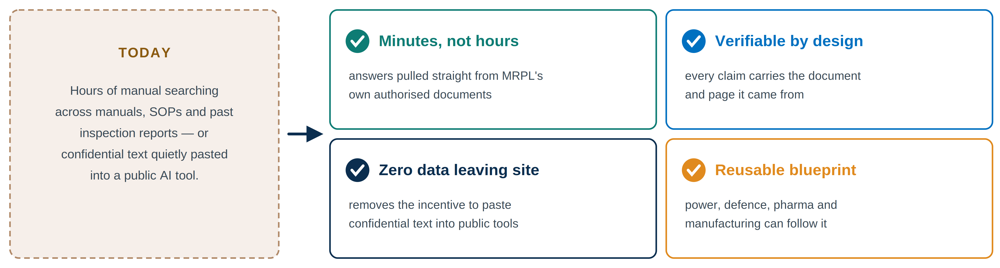 TODAY
Hours of manual searching
across manuals, SOPs and past
inspection reports — or
confidential text quietly pasted
into a public AI tool.
Minutes, not hours
answers pulled straight from MRPL's
own authorised documents
Verifiable by design
every claim carries the document
and page it came from
Zero data leaving site
removes the incentive to paste
confidential text into public tools
Reusable blueprint
power, defence, pharma and
manufacturing can follow it